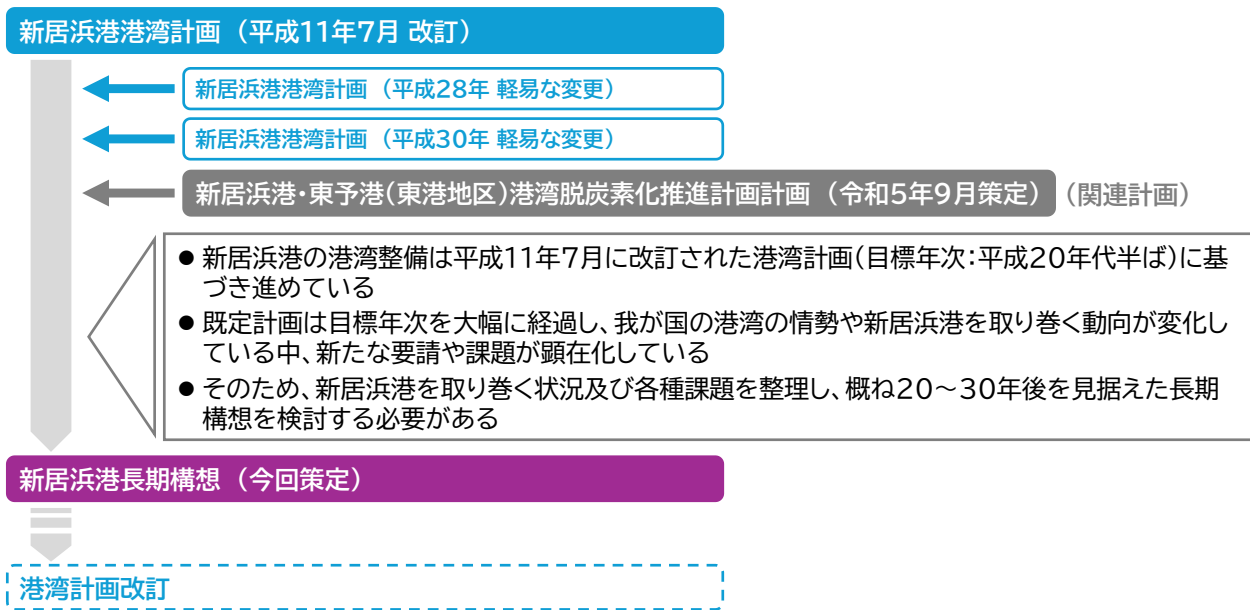 新居浜港港湾計画（平成11年7月 改訂）
新居浜港港湾計画（平成28年 軽易な変更）
新居浜港港湾計画（平成30年 軽易な変更）
新居浜港・東予港（東港地区）港湾脱炭素化推進計画計画（令和5年9月策定）（関連計画）
● 新居浜港の港湾整備は平成11年7月に改訂された港湾計画（目標年次：平成20年代半ば）に基
づき進めている
● 既定計画は目標年次を大幅に経過し、我が国の港湾の情勢や新居浜港を取り巻く動向が変化し
ている中、新たな要請や課題が顕在化している
● そのため、新居浜港を取り巻く状況及び各種課題を整理し、概ね20～30年後を見据えた長期
構想を検討する必要がある
新居浜港長期構想（今回策定）
港湾計画改訂